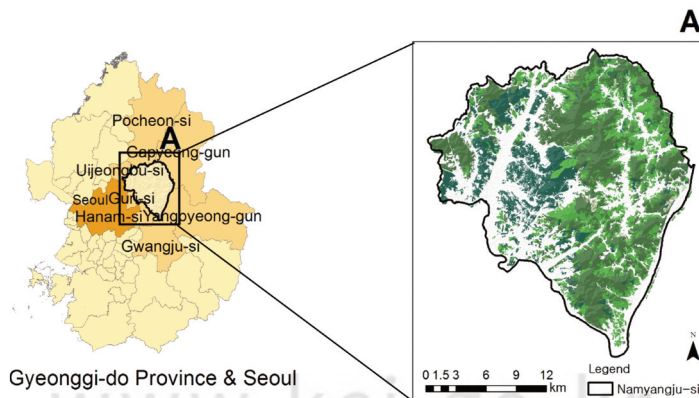 A
Pocheon-si
A
Gapyeong-gun
Uijeongbu-si
Seoul Guri-si
Hanam-si Yangpyeong-gun
Gwangju-si
Gyeonggi-do Province & Seoul
N
0 1.5 3 6 9 12
km
Legend
Namyangju-si